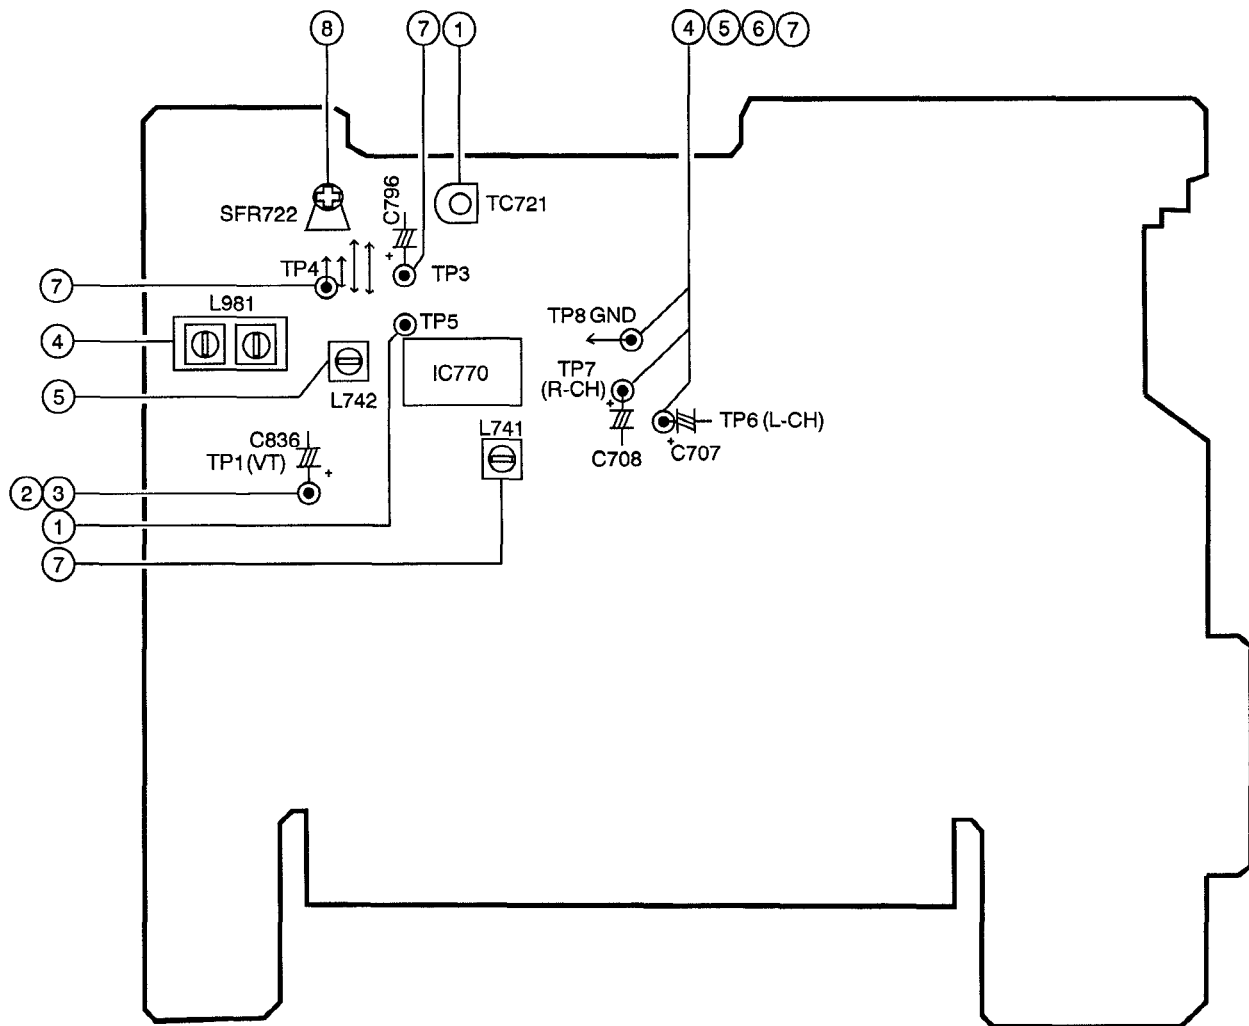 8
7 1
4 5 6 7
SFR722
C796
TC721
TP4
TP3
7
L981
TP5
TP8 GND
4
IC770
TP7
(R-CH)
5
L742
L741
TP6 (L-CH)
C836
TP1 (VT)
C708
C707
+
+
+
+
2 3
1
7